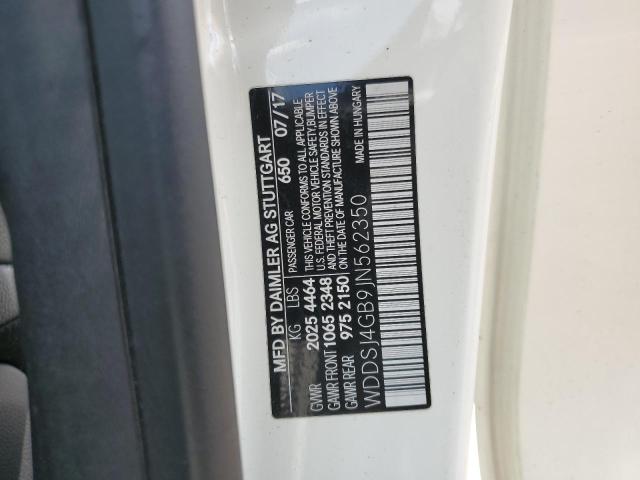 MFD BY DAIMLER AG STUTTGART
KG LBS PASSENGER CAR 650 07/17
GVWR 2025 4464 THIS VEHICLE CONFORMS TO ALL APPLICABLE
GAWR FRONT 1065 2348 U.S. FEDERAL MOTOR VEHICLE SAFETY,BUMPER
AND THEFT PREVENTION STANDARDS IN EFFECT
GAWR REAR 975 2150 ON THE DATE OF MANUFACTURE SHOWN ABOVE
WDDSJ4GB9JN562350 MADE IN HUNGARY